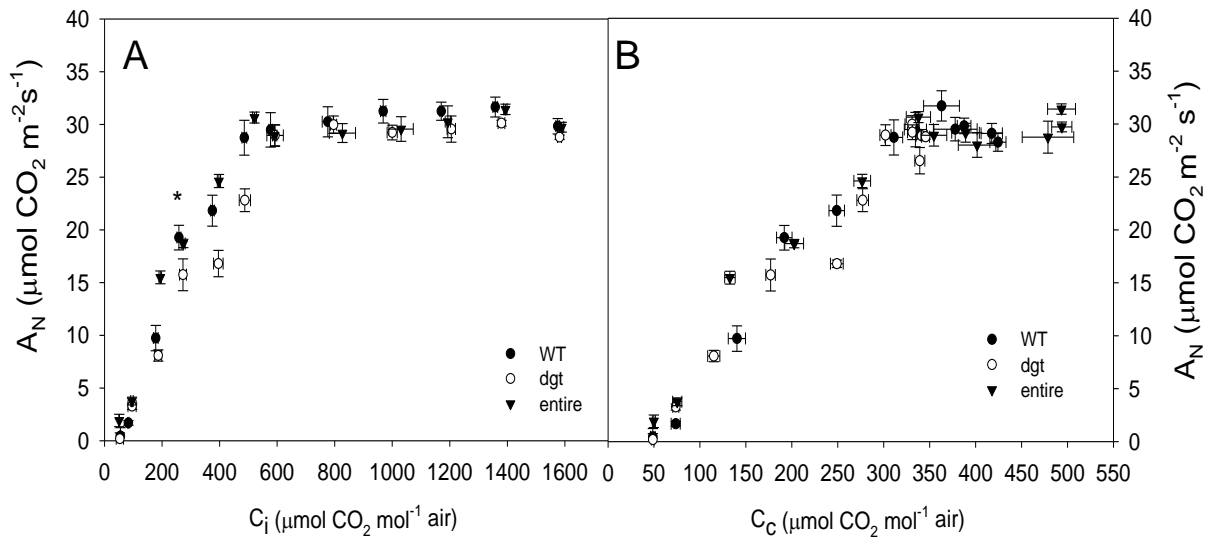 A
B
A_N (μmol CO₂ m⁻²s⁻¹)
40
35
30
25
20
15
10
5
0
*
WT
dgt
entire
0 200 400 600 800 1000 1200 1400 1600
C_i (μmol CO₂ mol⁻¹ air)
WT
dgt
entire
0 50 100 150 200 250 300 350 400 450 500 550
C_c (μmol CO₂ mol⁻¹ air)
40
35
30
25
20
15
10
5
0
A_N (μmol CO₂ m⁻² s⁻¹)